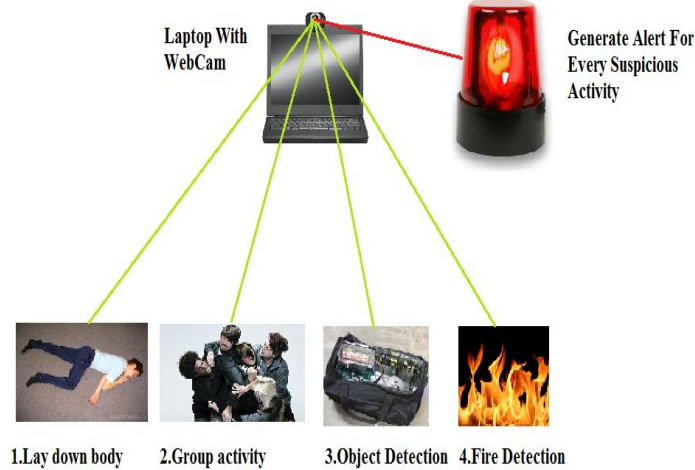 Laptop With
WebCam
Generate Alert For
Every Suspicious
Activity
1.Lay down body
2.Group activity
3.Object Detection
4.Fire Detection